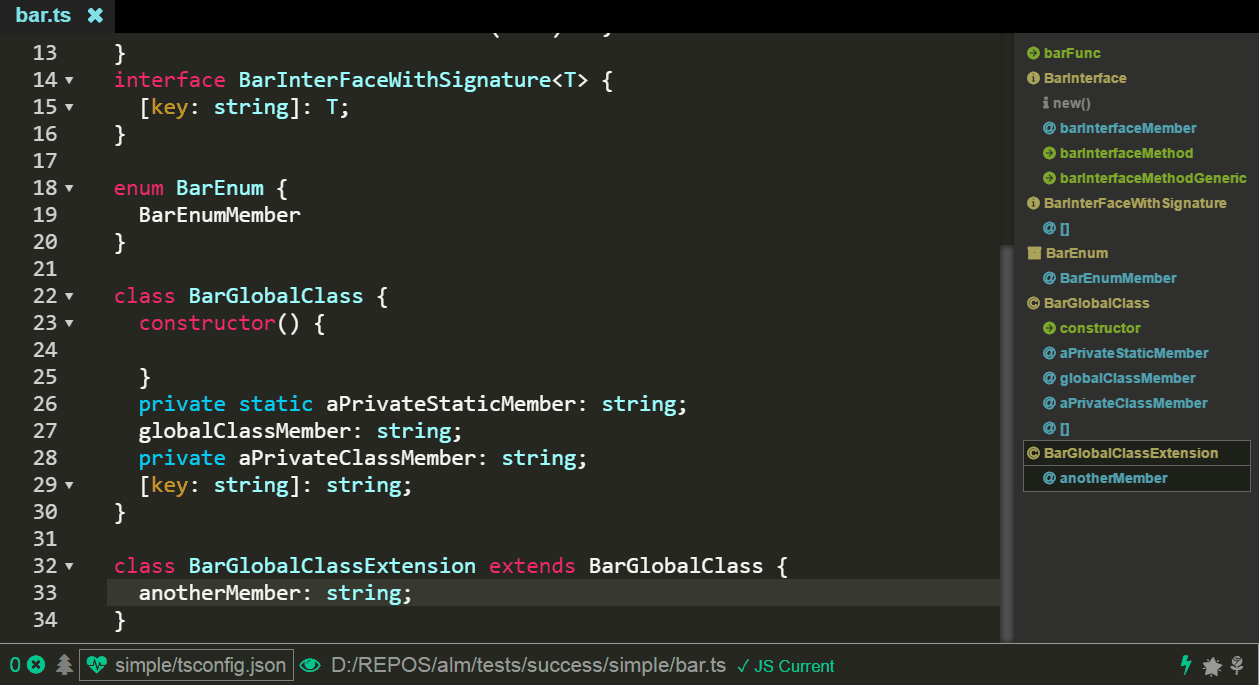 bar.ts
13 }
14 interface BarInterFaceWithSignature<T> {
15 [key: string]: T;
16 }
17
18 enum BarEnum {
19 BarEnumMember
20 }
21
22 class BarGlobalClass {
23 constructor() {
24
25 }
26 private static aPrivateStaticMember: string;
27 globalClassMember: string;
28 private aPrivateClassMember: string;
29 [key: string]: string;
30 }
31
32 class BarGlobalClassExtension extends BarGlobalClass {
33 anotherMember: string;
34 }
barFunc
BarInterface
new()
barInterfaceMember
barInterfaceMethod
barInterfaceMethodGeneric
BarInterFaceWithSignature
[]
BarEnum
BarEnumMember
BarGlobalClass
constructor
aPrivateStaticMember
globalClassMember
aPrivateClassMember
[]
BarGlobalClassExtension
anotherMember
0 simple/tsconfig.json D:/REPOS/alm/tests/success/simple/bar.ts ✓ JS Current